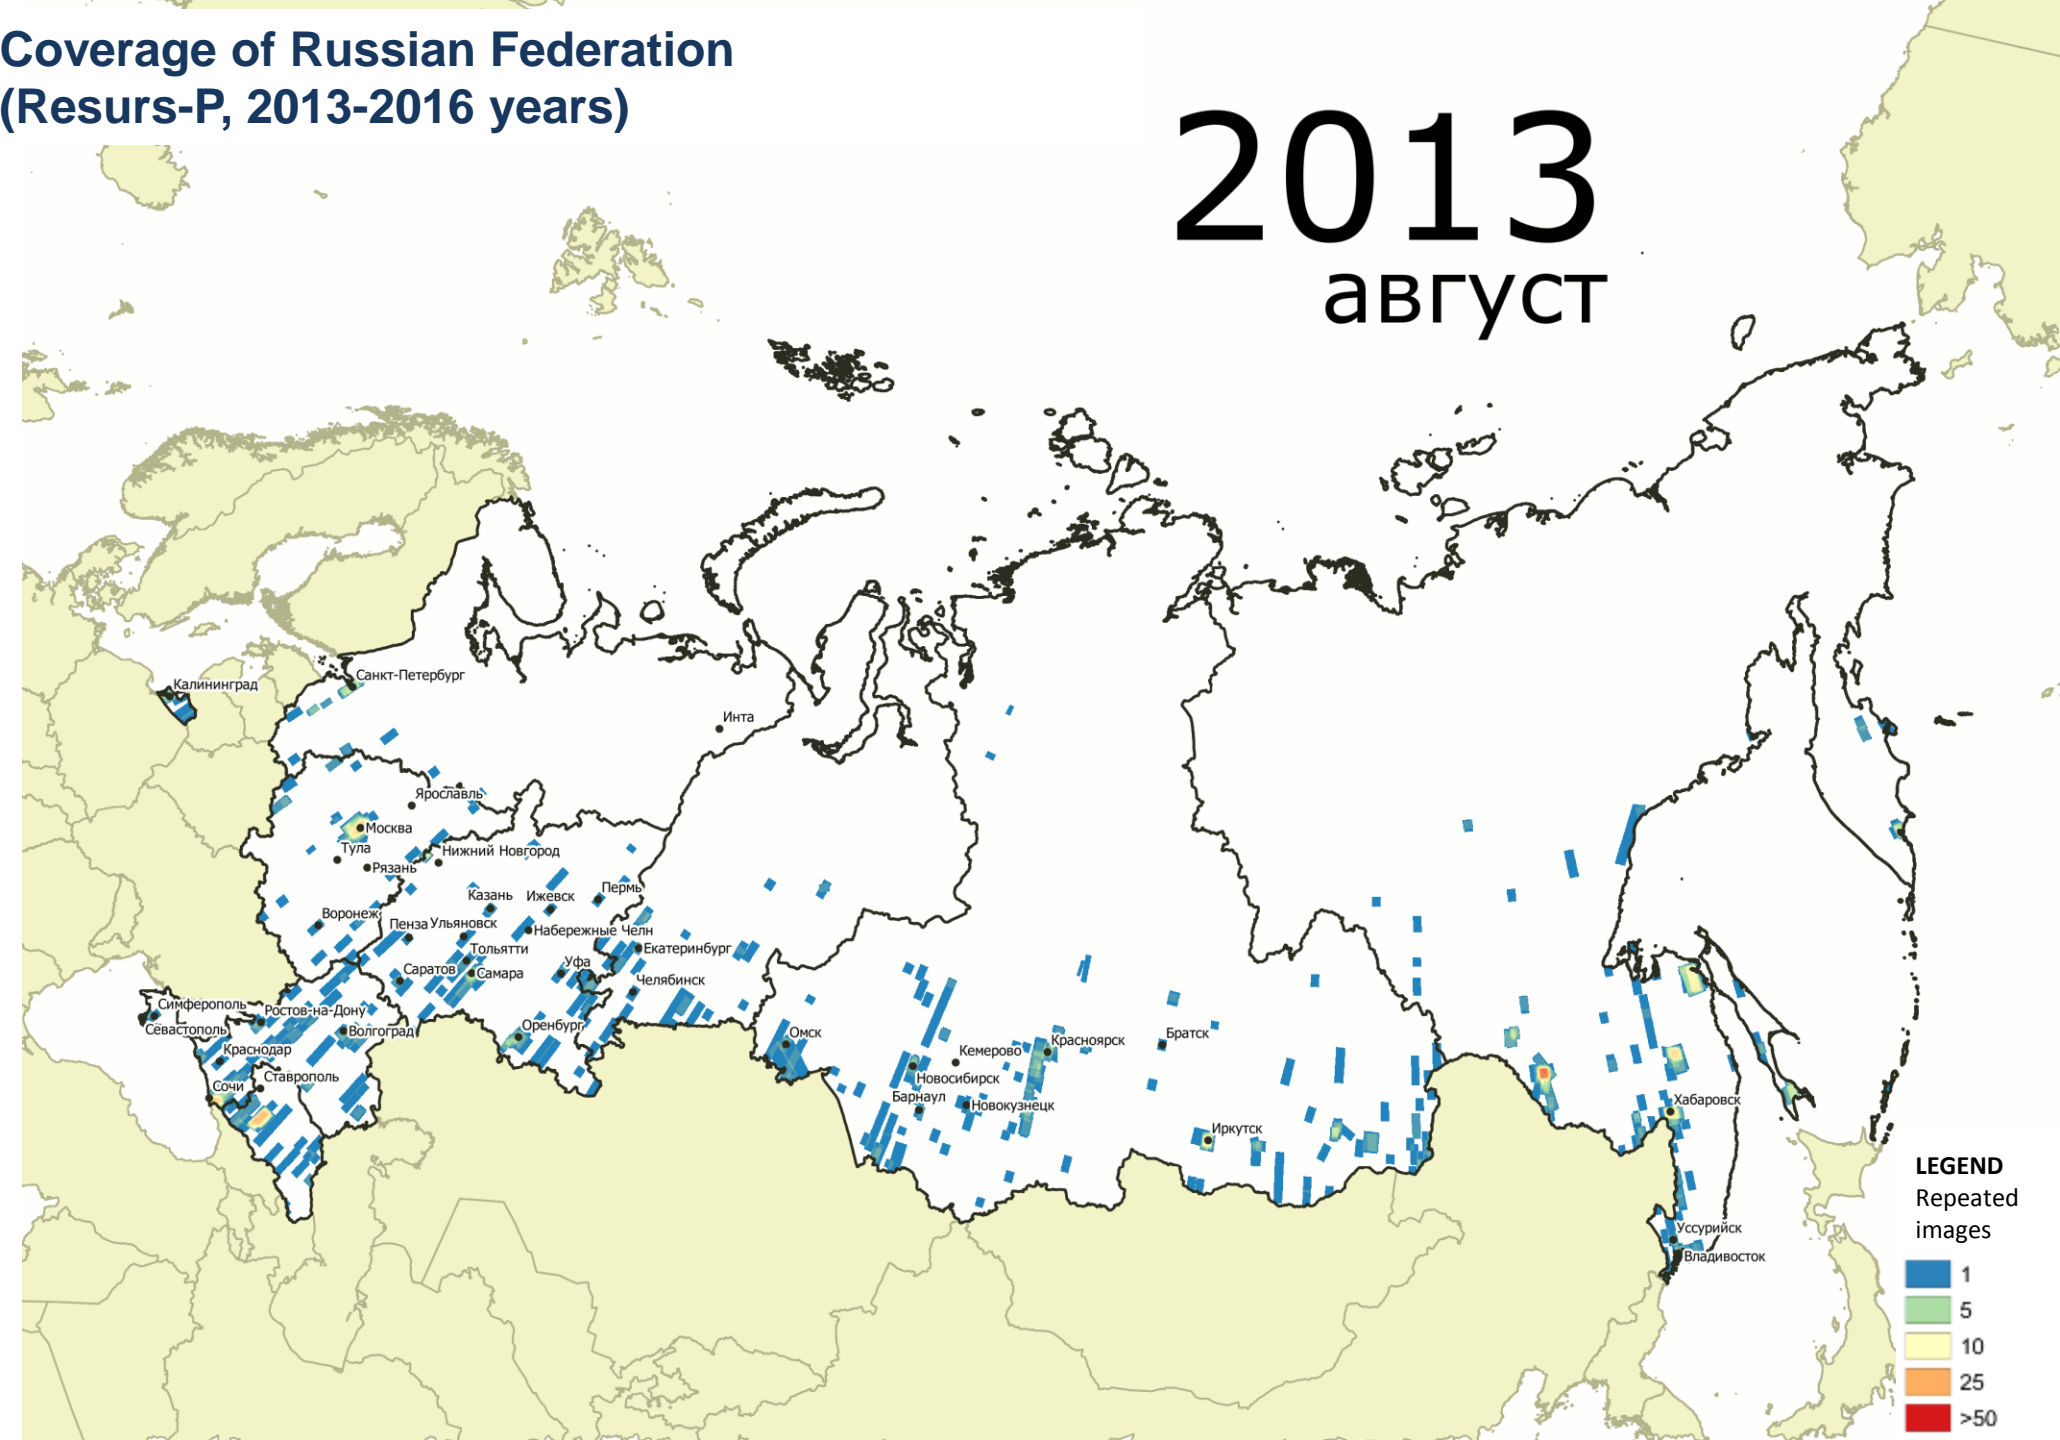 Coverage of Russian Federation
(Resurs-P, 2013-2016 years)
2013
август
Калининград
Санкт-Петербург
Инта
Ярославль
Москва
Тула
Нижний Новгород
Рязань
Казань
Ижевск
Пермь
Воронеж
Пенза
Ульяновск
Набережные Челн
Тольятти
Екатеринбург
Саратов
Самара
Уфа
Челябинск
Симферополь
Севастополь
Ростов-на-Дону
Волгоград
Оренбург
Омск
Краснодар
Сочи
Ставрополь
Кемерово
Красноярск
Братск
Новосибирск
Барнаул
Новокузнецк
Иркутск
Хабаровск
Уссурийск
Владивосток
LEGEND
Repeated
images
1
5
10
25
>50